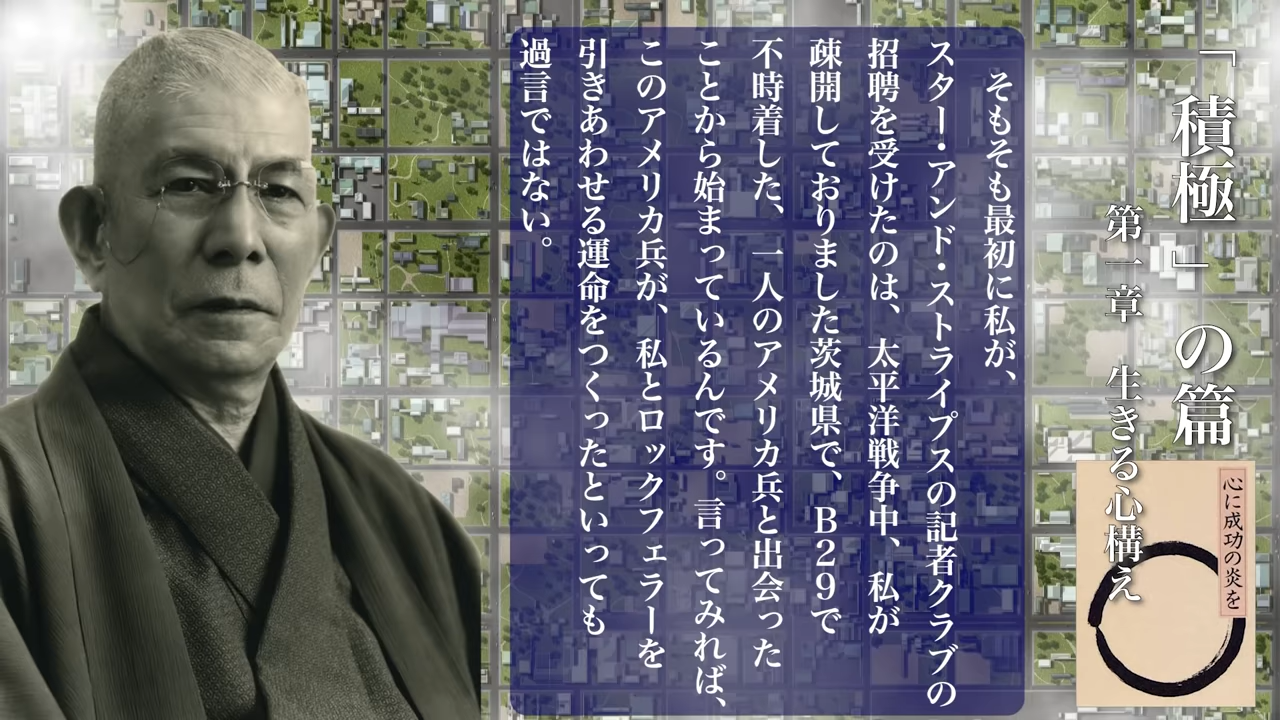 「積極」の篇
第一章　生きる心構え
心に成功の炎を
そもそも最初に私が、
スター・アンド・ストライプスの記者クラブの
招聘を受けたのは、太平洋戦争中、私が
疎開しておりました茨城県で、B29で
不時着した、一人のアメリカ兵と出会った
ことから始まっているんです。言ってみれば、
このアメリカ兵が、私とロックフェラーを
引きあわせる運命をつくったといっても
過言ではない。